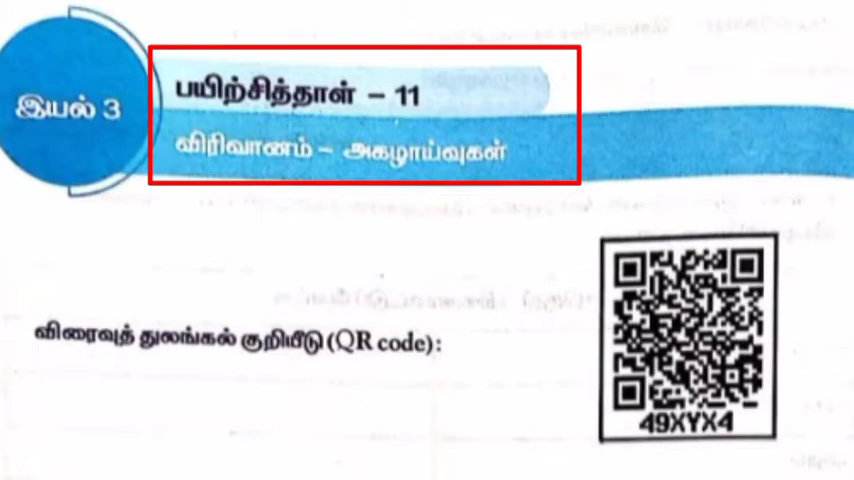 இயல் 3
பயிற்சித்தாள் – 11
விரிவானம் – அகழாய்வுகள்
விரைவுத் துலங்கல் குறியீடு (QR code):
49XYX4